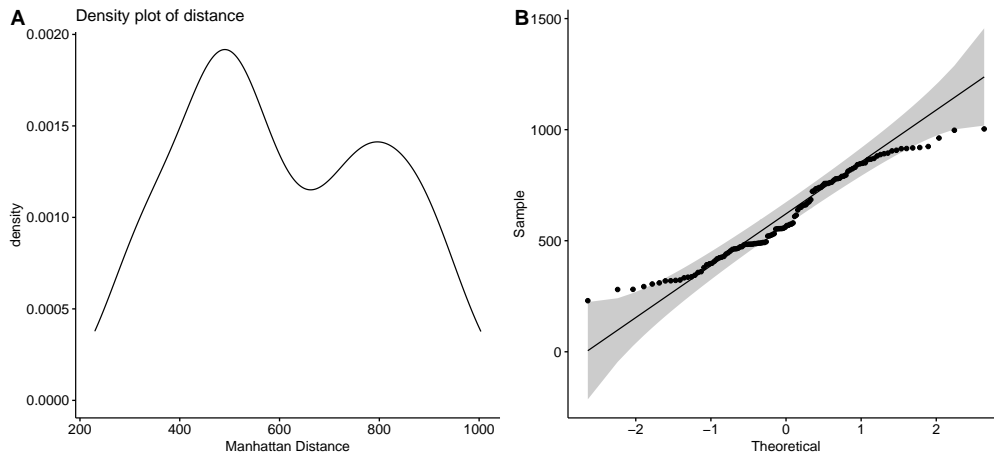 A
Density plot of distance
0.0020
0.0015
0.0010
0.0005
0.0000
density
200
400
600
800
1000
Manhattan Distance
B
1500
1000
500
0
Sample
−2
−1
0
1
2
Theoretical